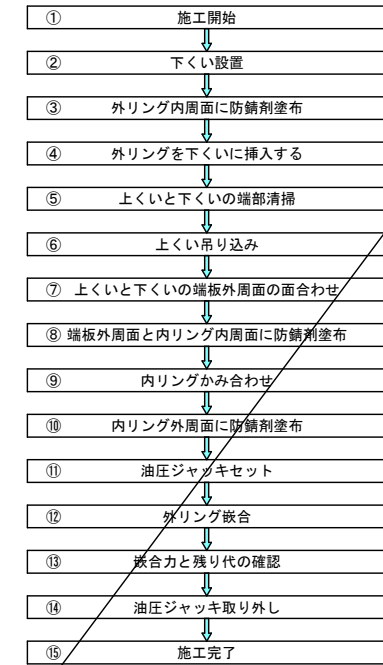 ① 施工開始
② 下くい設置
③ 外リング内周面に防錆剤塗布
④ 外リングを下くいに挿入する
⑤ 上くいと下くいの端部清掃
⑥ 上くい吊り込み
⑦ 上くいと下くいの端板外周面の面合わせ
⑧ 端板外周面と内リング内周面に防錆剤塗布
⑨ 内リングかみ合わせ
⑩ 内リング外周面に防錆剤塗布
⑪ 油圧ジャッキセット
⑫ 外リング嵌合
⑬ 嵌合力と残り代の確認
⑭ 油圧ジャッキ取り外し
⑮ 施工完了